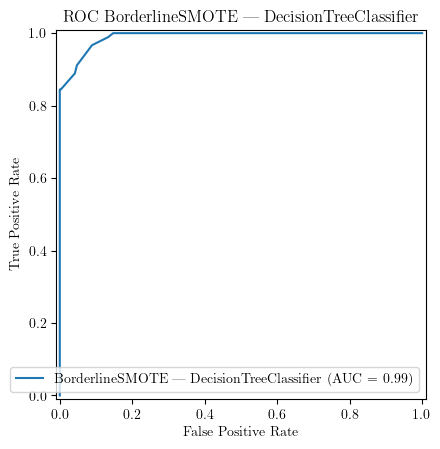 ROC BorderlineSMOTE — DecisionTreeClassifier
1.0
0.8
0.6
0.4
0.2
0.0
True Positive Rate
BorderlineSMOTE — DecisionTreeClassifier (AUC = 0.99)
0.0 0.2 0.4 0.6 0.8 1.0
False Positive Rate